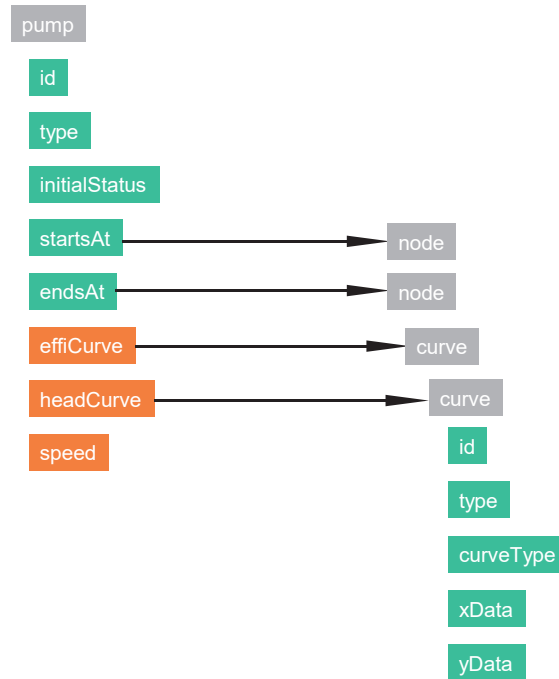 pump
id
type
initialStatus
startsAt
node
endsAt
node
effiCurve
curve
headCurve
curve
speed
id
type
curveType
xData
yData